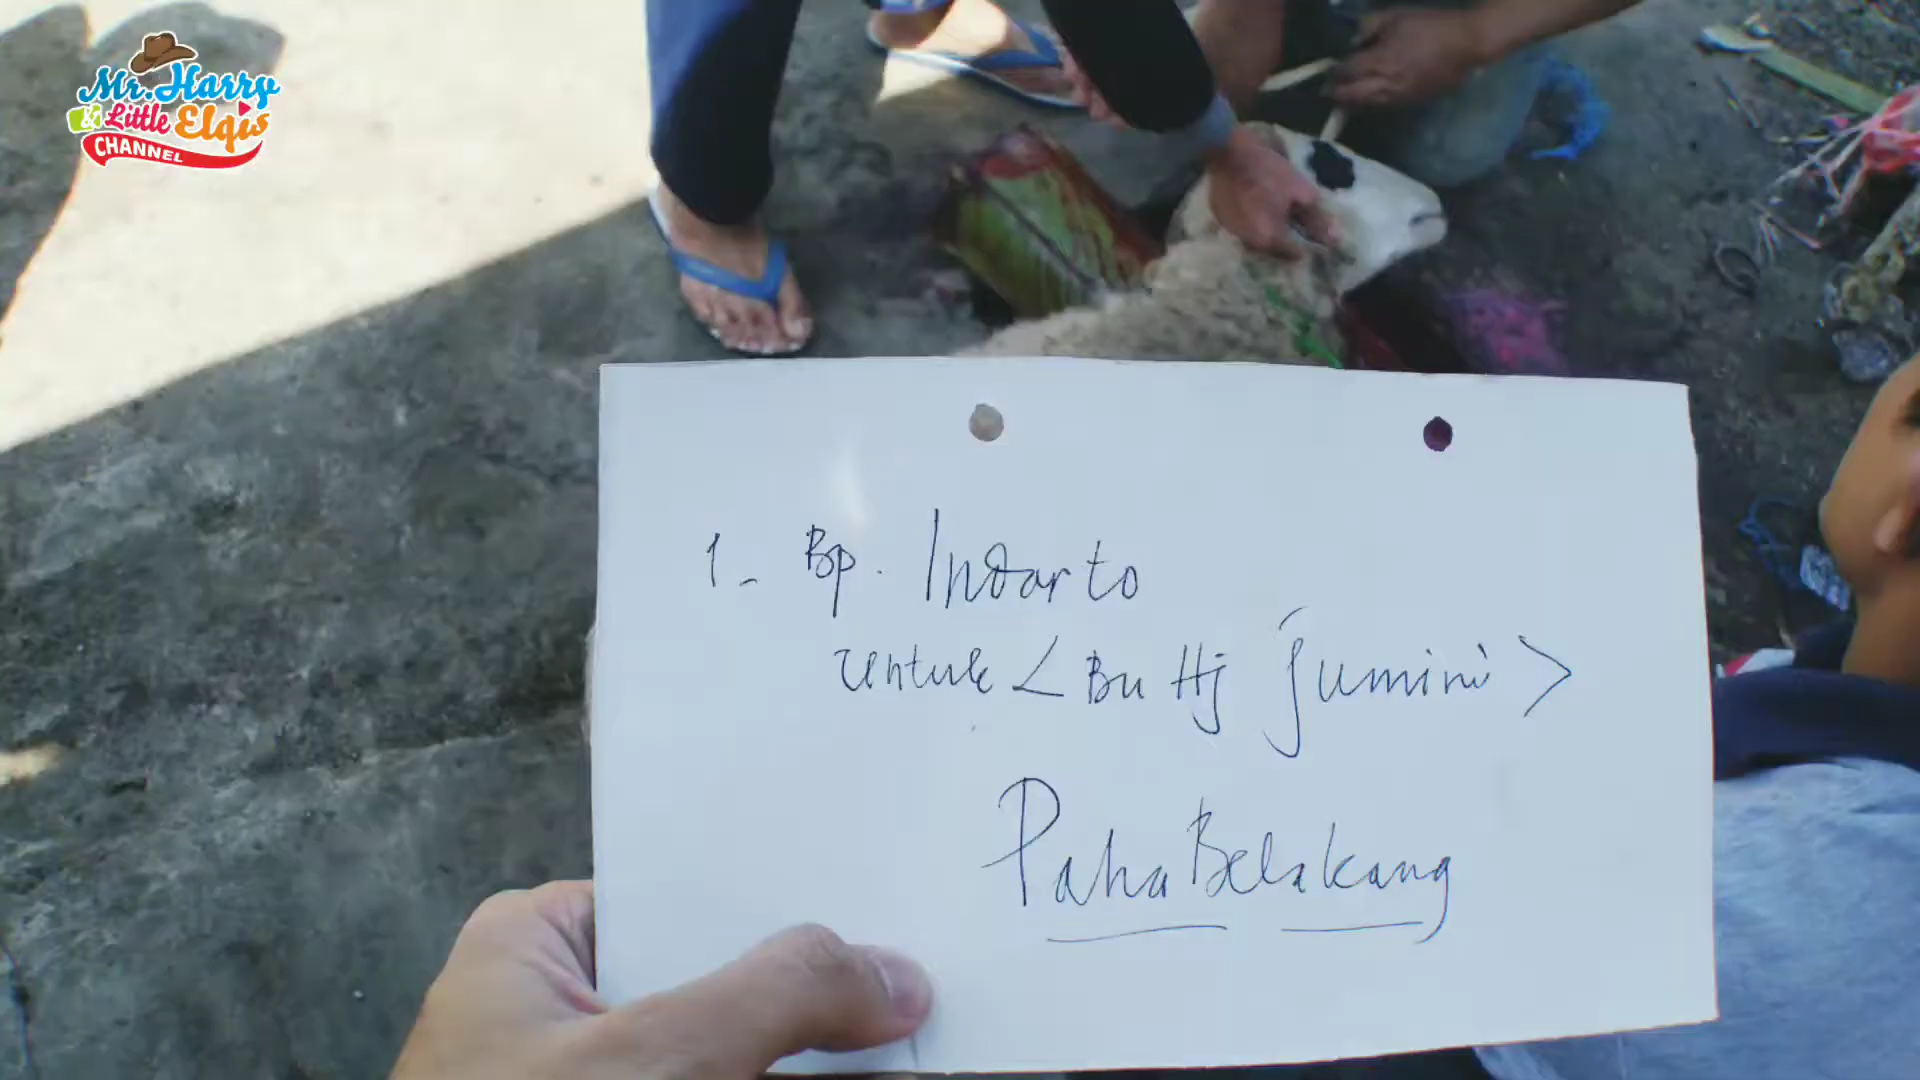 Mr. Harry
& Little Elqis
CHANNEL
1- Bp. Indarto
untuk < Bu Hj Jumini >
Paha Belakang